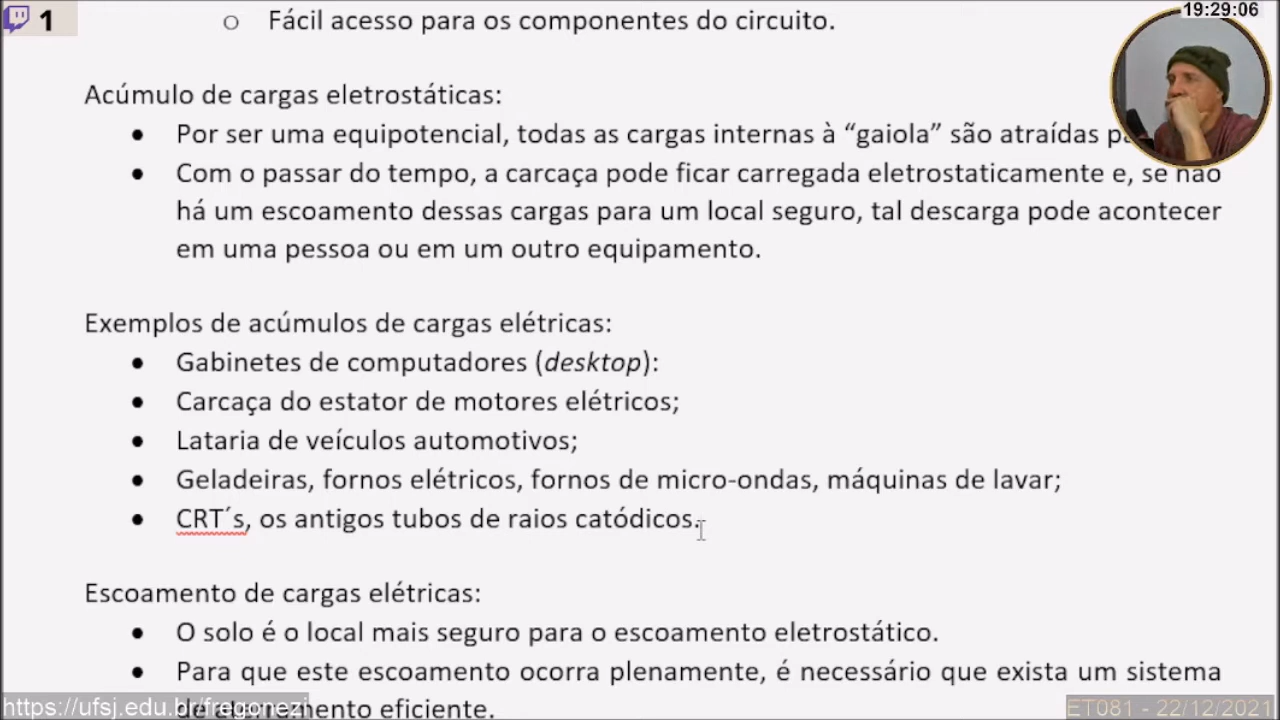 1
19:29:06
o Fácil acesso para os componentes do circuito.
Acúmulo de cargas eletrostáticas:
• Por ser uma equipotencial, todas as cargas internas à “gaiola” são atraídas
• Com o passar do tempo, a carcaça pode ficar carregada eletrostaticamente e, se não
há um escoamento dessas cargas para um local seguro, tal descarga pode acontecer
em uma pessoa ou em um outro equipamento.
Exemplos de acúmulos de cargas elétricas:
• Gabinetes de computadores (desktop):
• Carcaça do estator de motores elétricos;
• Lataria de veículos automotivos;
• Geladeiras, fornos elétricos, fornos de micro-ondas, máquinas de lavar;
• CRT´s, os antigos tubos de raios catódicos.
Escoamento de cargas elétricas:
• O solo é o local mais seguro para o escoamento eletrostático.
• Para que este escoamento ocorra plenamente, é necessário que exista um sistema
de aterramento eficiente.
https://ufsj.edu.br/fregonezi
ET081 - 22/12/2021